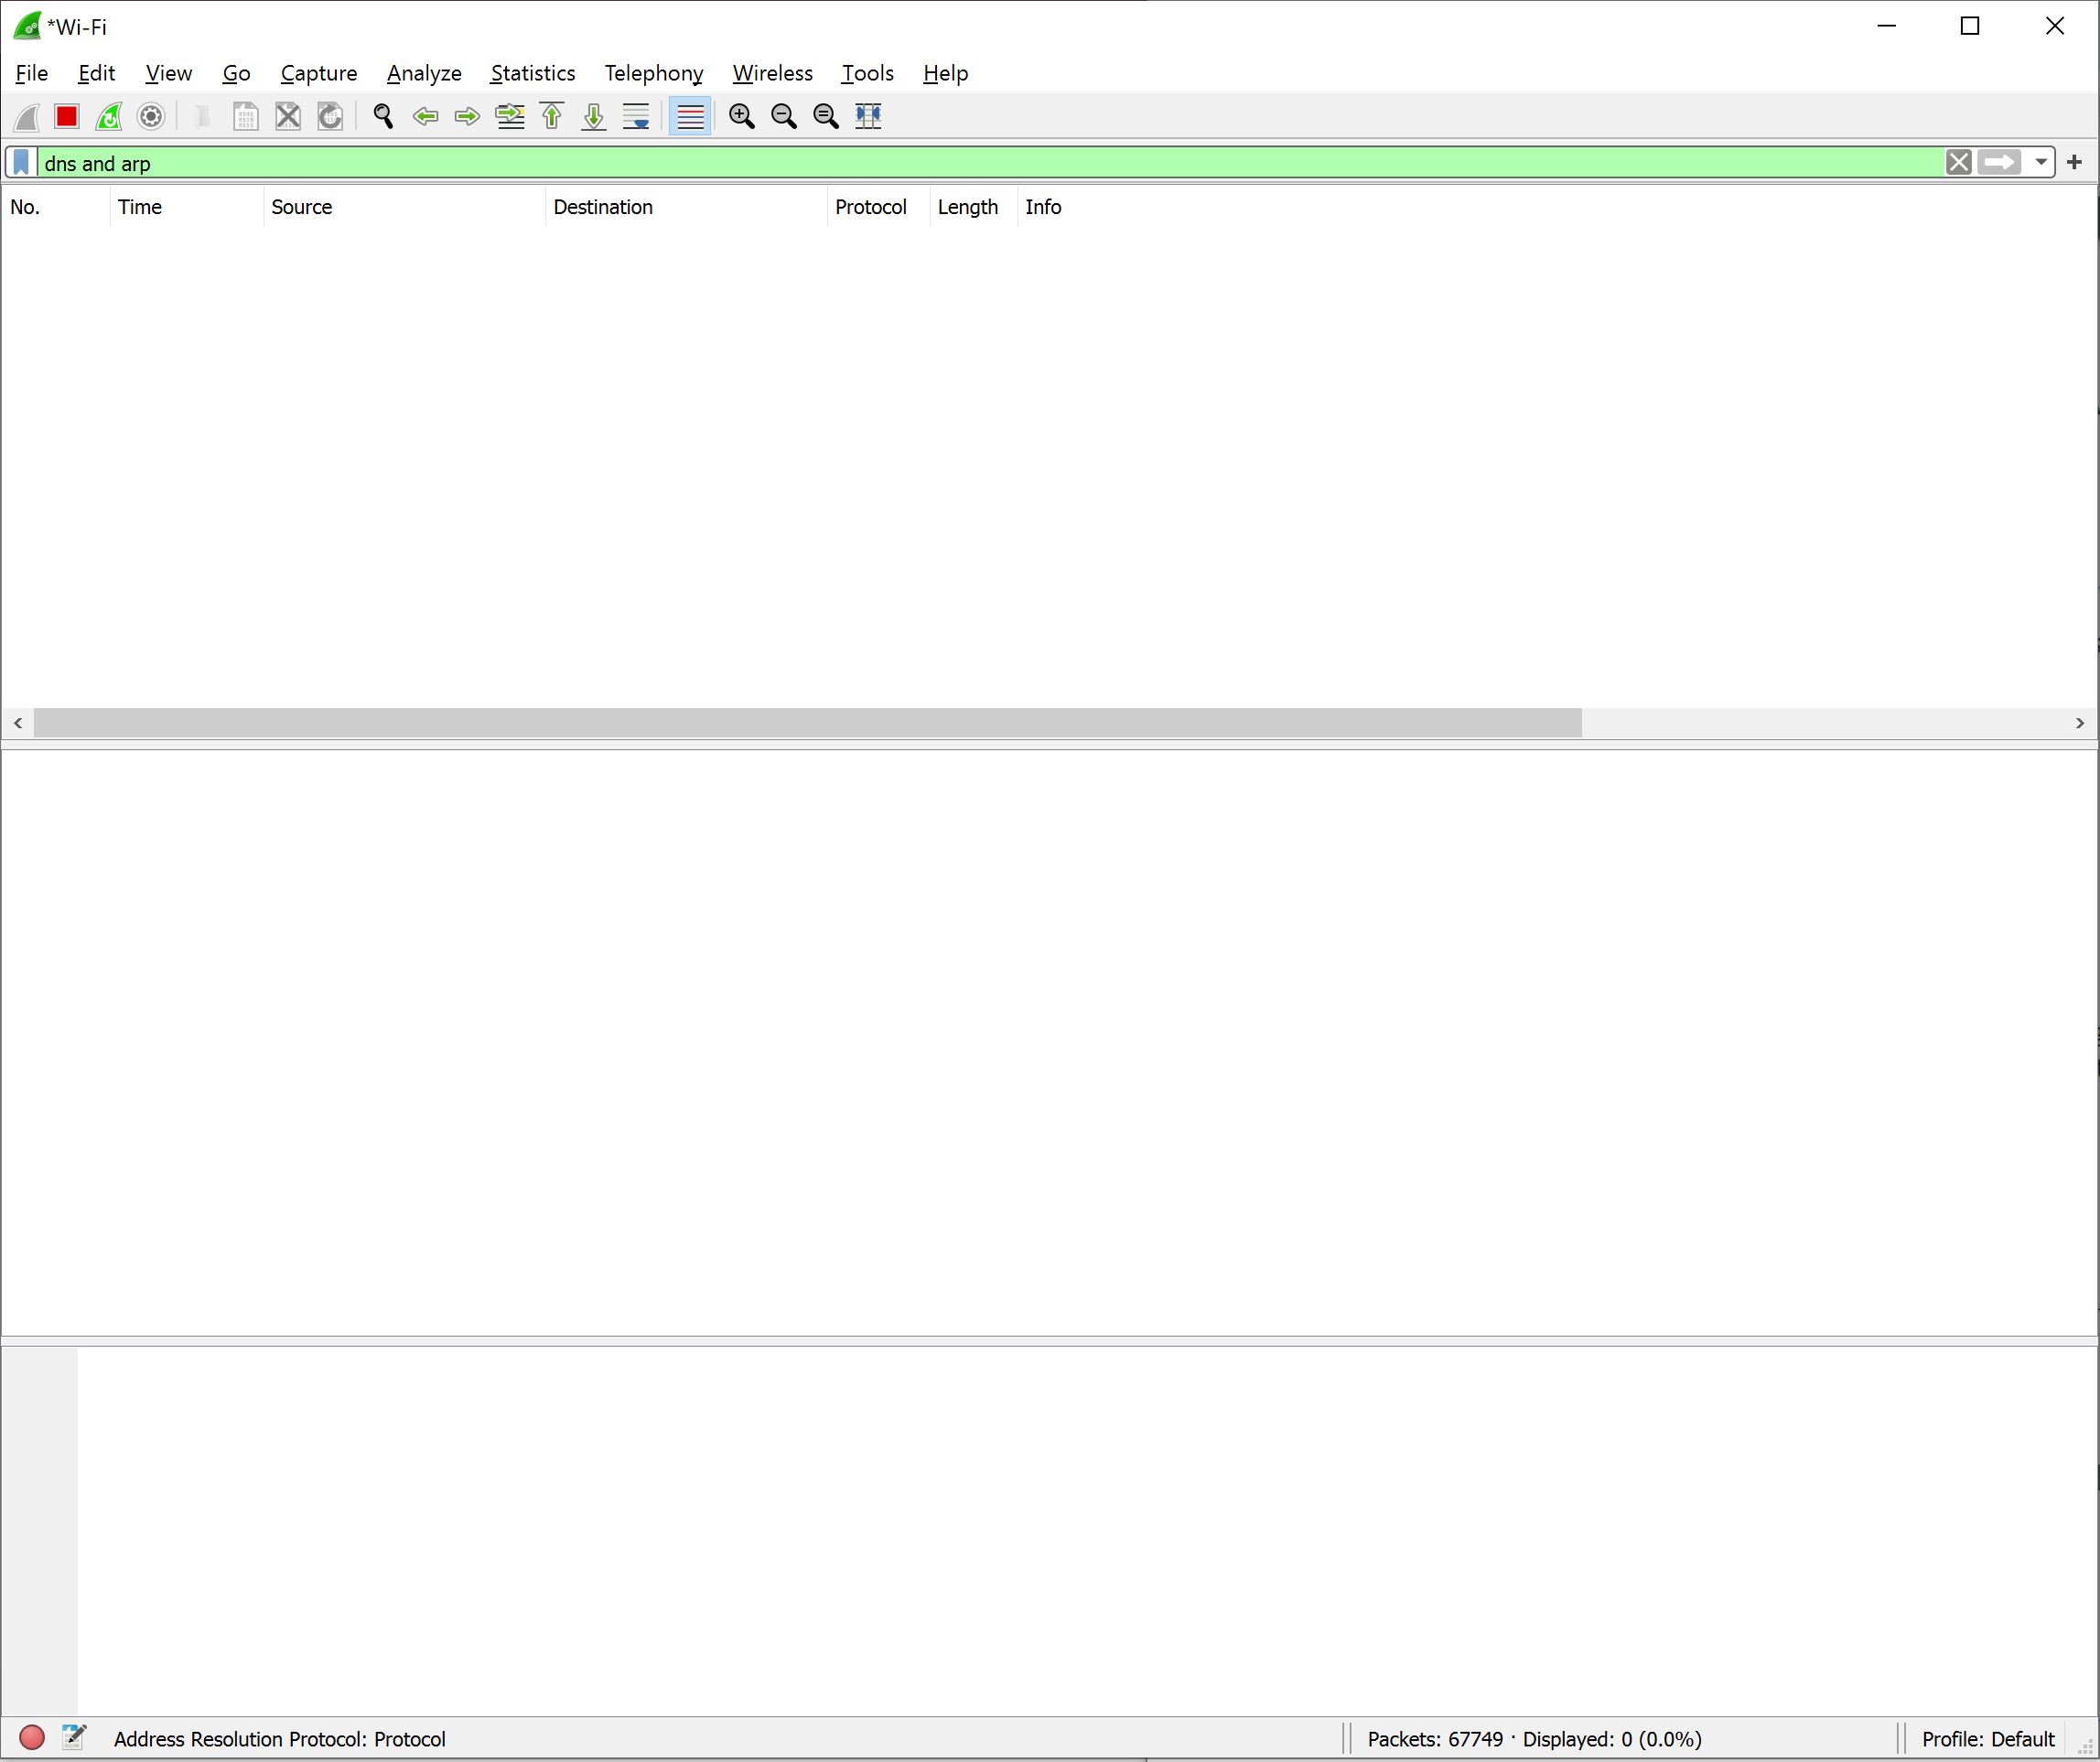 *Wi-Fi
File Edit View Go Capture Analyze Statistics Telephony Wireless Tools Help
dns and arp
No. Time Source Destination Protocol Length Info
Address Resolution Protocol: Protocol Packets: 67749 · Displayed: 0 (0.0%) Profile: Default